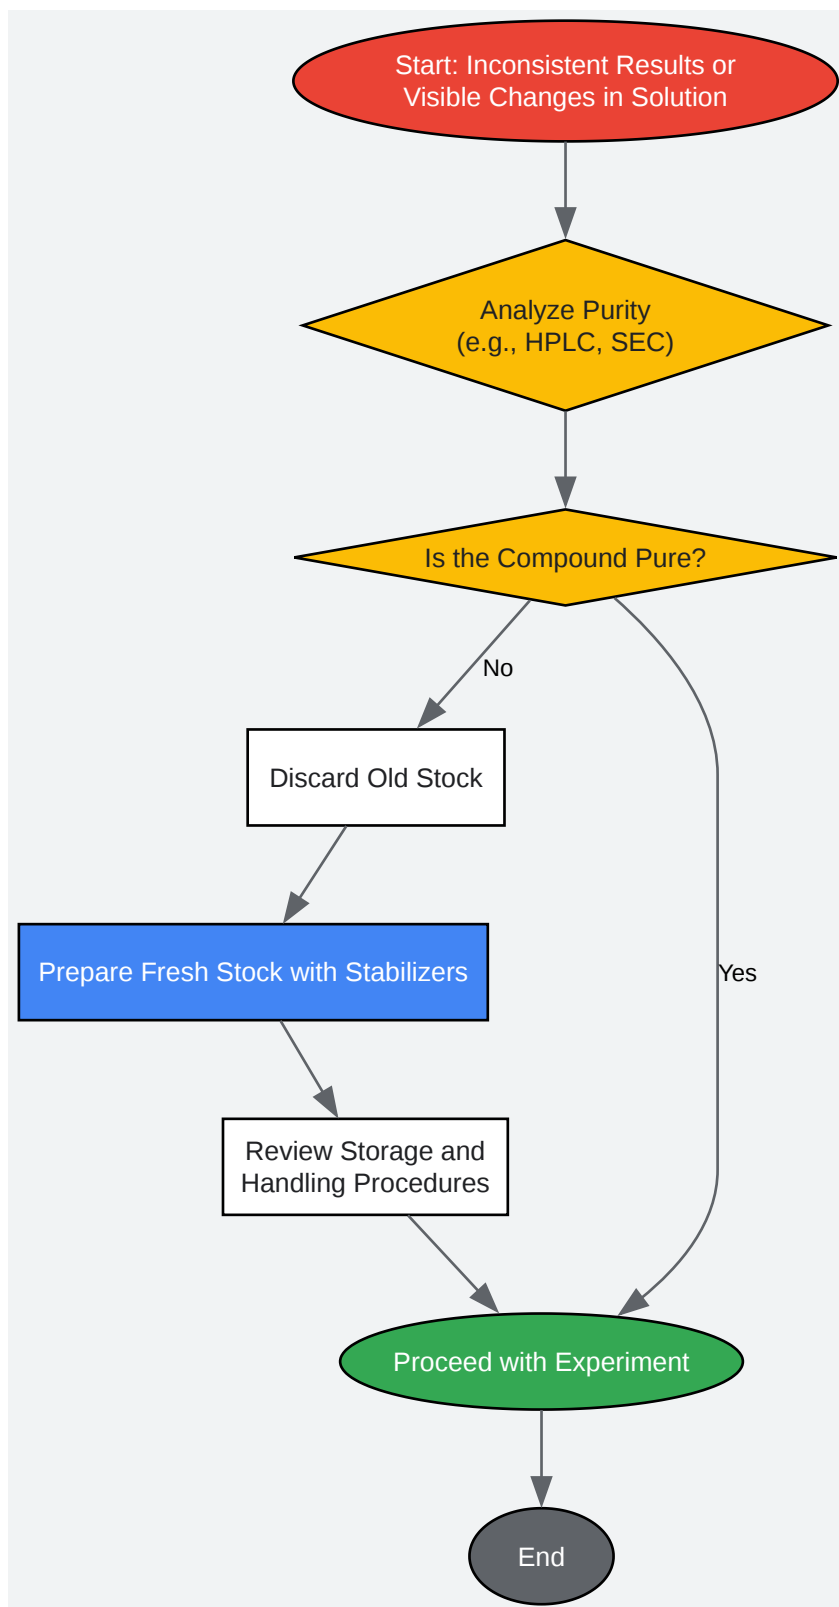 Start: Inconsistent Results or
Visible Changes in Solution
Analyze Purity
(e.g., HPLC, SEC)
Is the Compound Pure?
No
Discard Old Stock
Prepare Fresh Stock with Stabilizers
Yes
Review Storage and
Handling Procedures
Proceed with Experiment
End